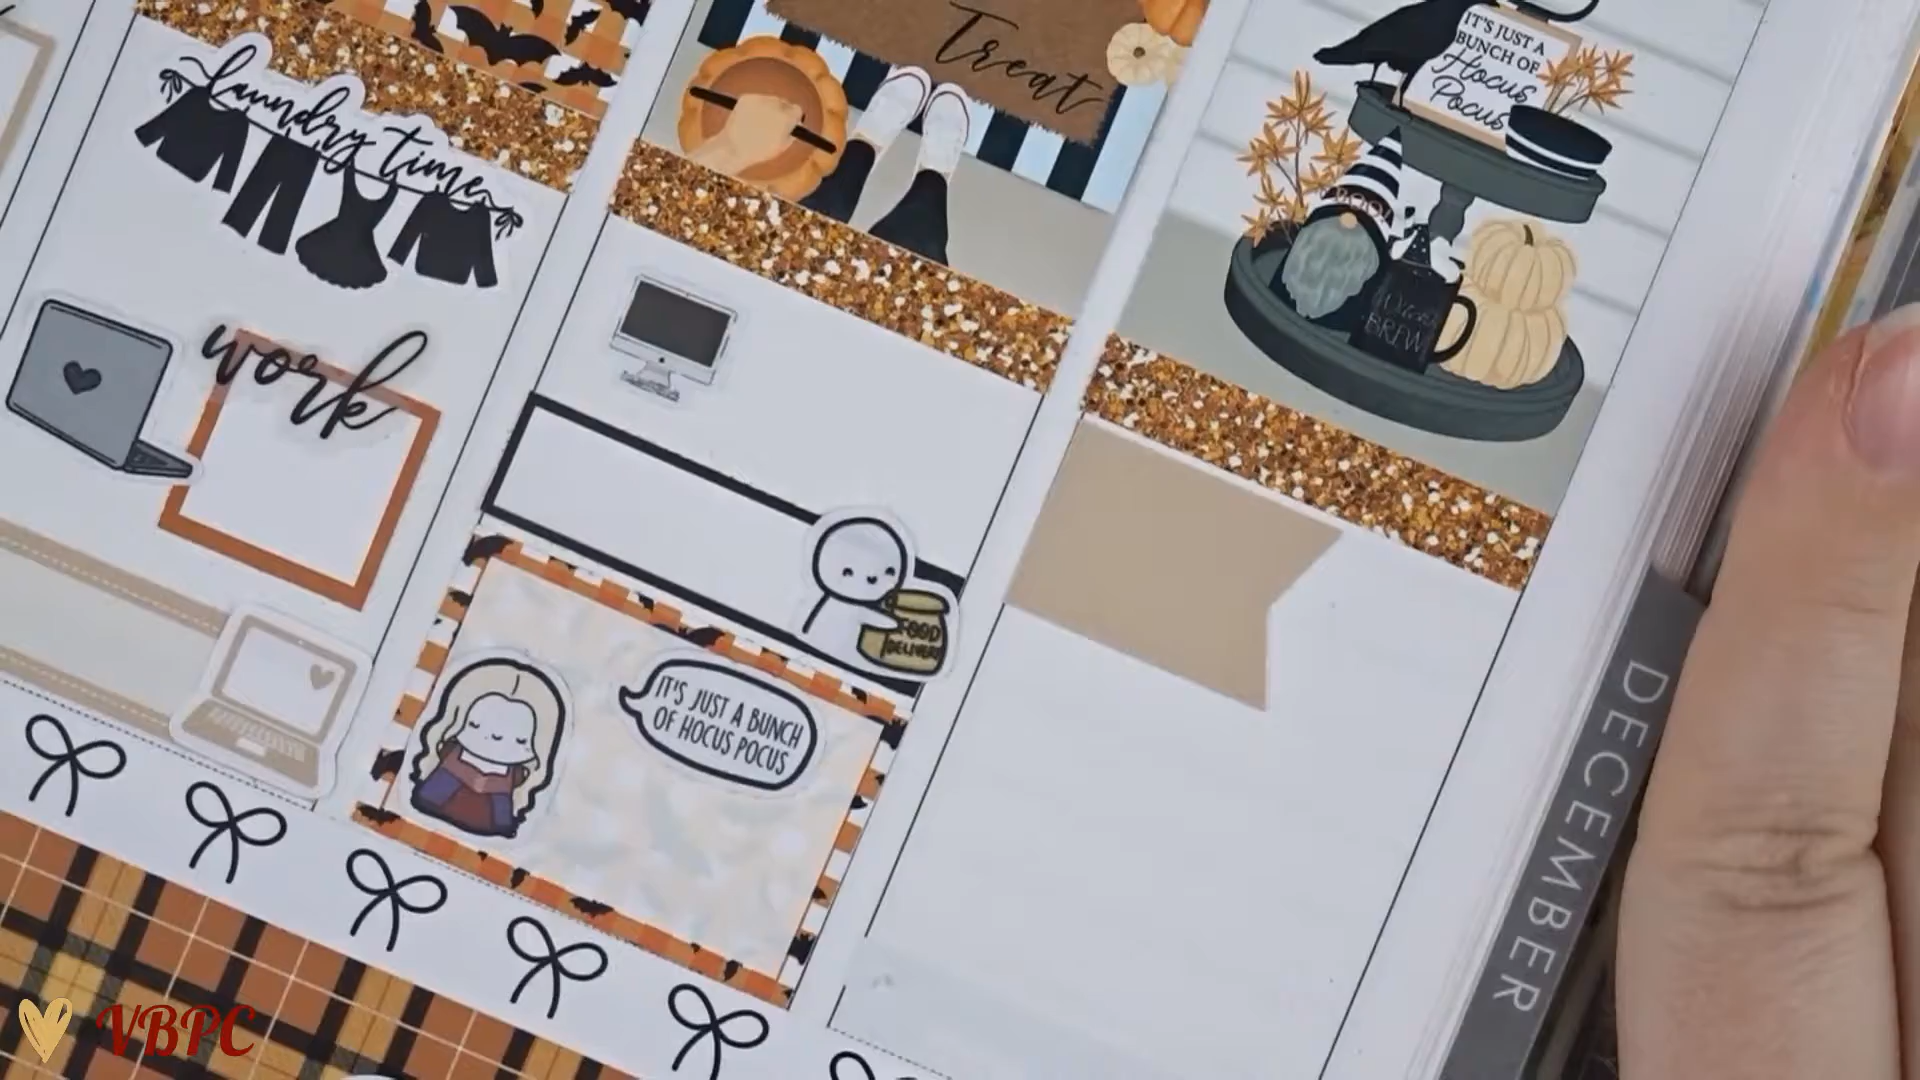 Treat
IT'S JUST A
BUNCH OF
Hocus
Pocus
laundry time
BREW
work
FOOD
IT'S JUST A BUNCH
OF HOCUS POCUS
DECEMBER
VBPC